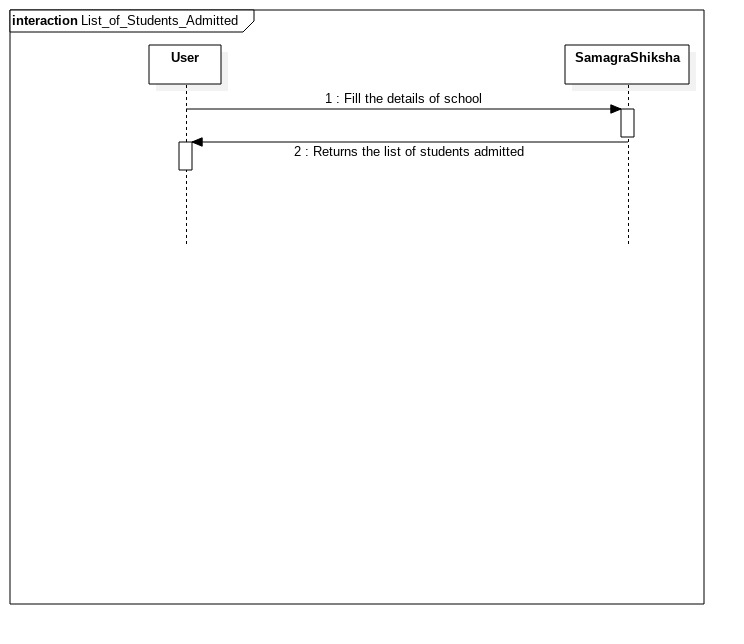 interaction List_of_Students_Admitted
User
SamagraShiksha
1 : Fill the details of school
2 : Returns the list of students admitted